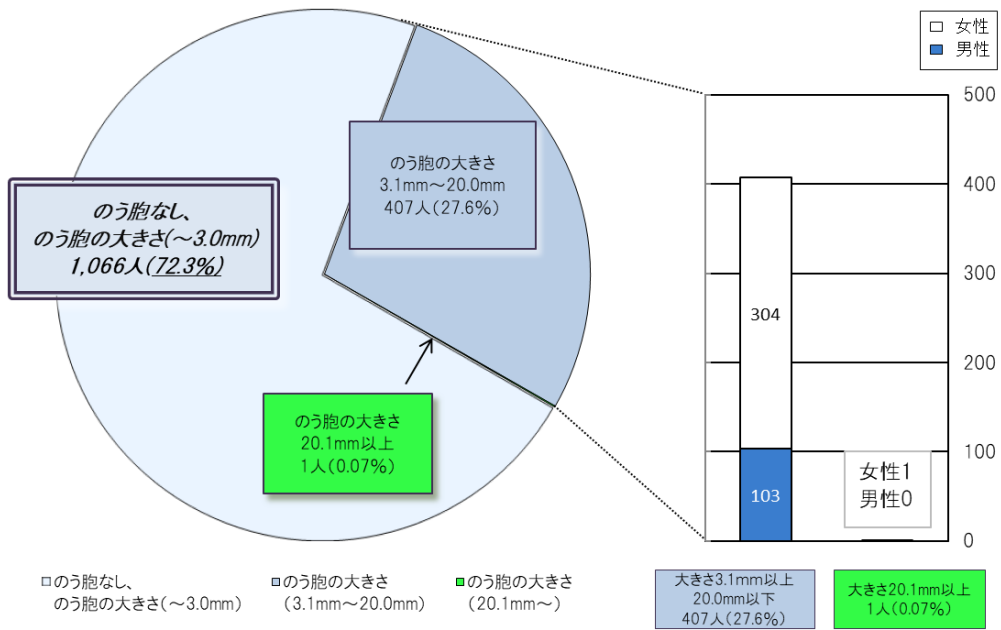 女性
男性
のう胞の大きさ
3.1mm～20.0mm
407人(27.6%)
のう胞なし、
のう胞の大きさ(～3.0mm)
1,066人(72.3%)
のう胞の大きさ
20.1mm以上
1人(0.07%)
500
400
300
200
100
0
304
103
女性1
男性0
のう胞なし、
のう胞の大きさ(～3.0mm)
のう胞の大きさ
(3.1mm～20.0mm)
のう胞の大きさ
(20.1mm～)
大きさ3.1mm以上
20.0mm以下
407人(27.6%)
大きさ20.1mm以上
1人(0.07%)